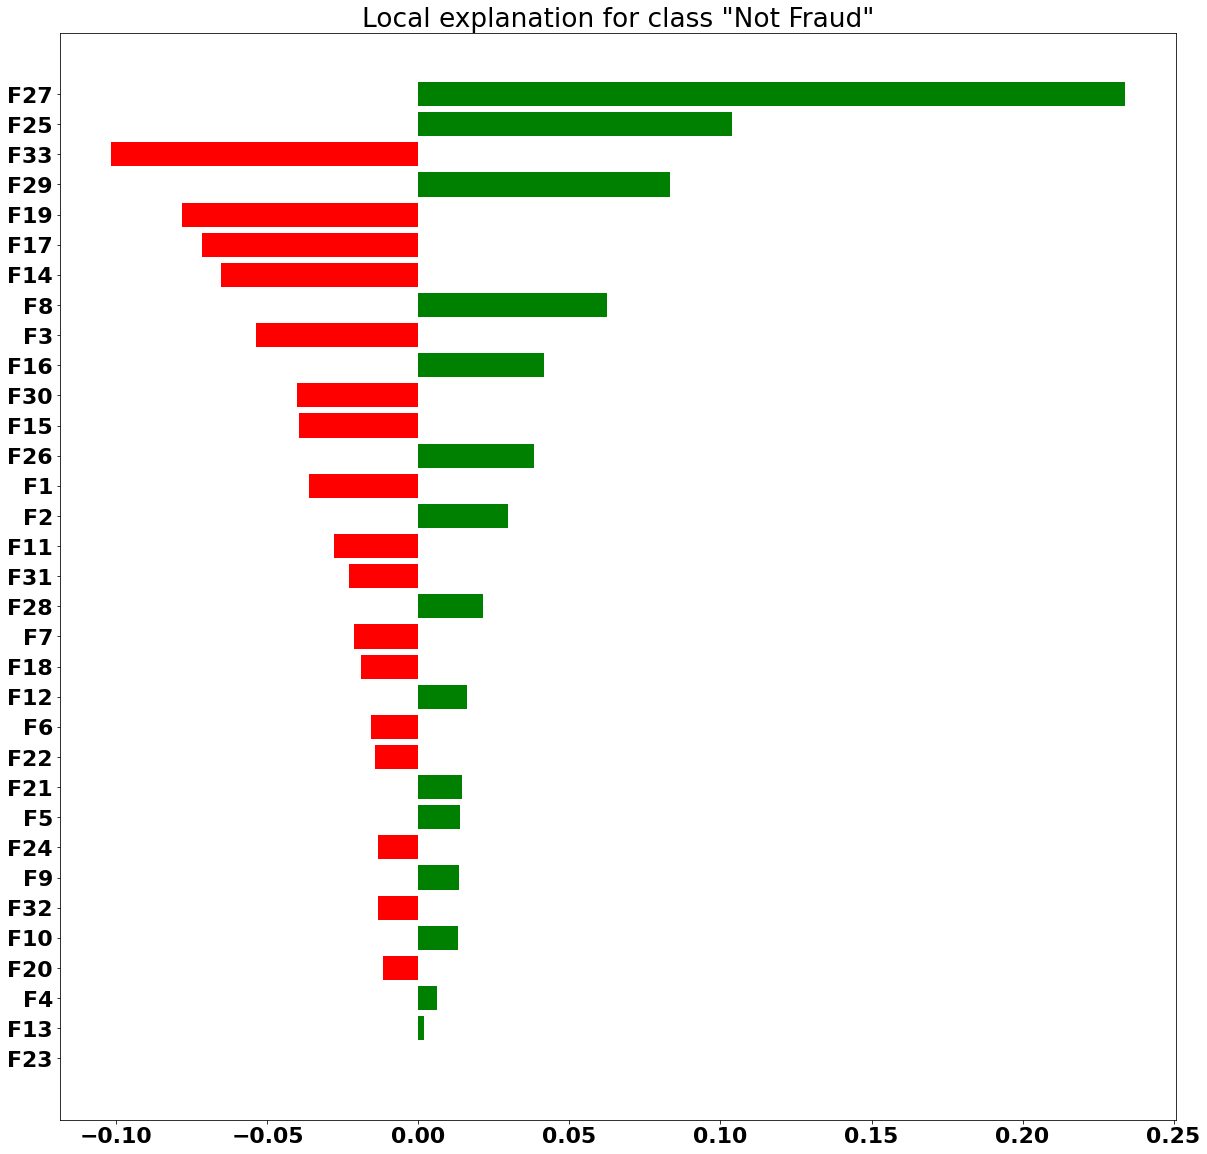 Local explanation for class "Not Fraud"
F27
F25
F33
F29
F19
F17
F14
F8
F3
F16
F30
F15
F26
F1
F2
F11
F31
F28
F7
F18
F12
F6
F22
F21
F5
F24
F9
F32
F10
F20
F4
F13
F23
−0.10 −0.05 0.00 0.05 0.10 0.15 0.20 0.25